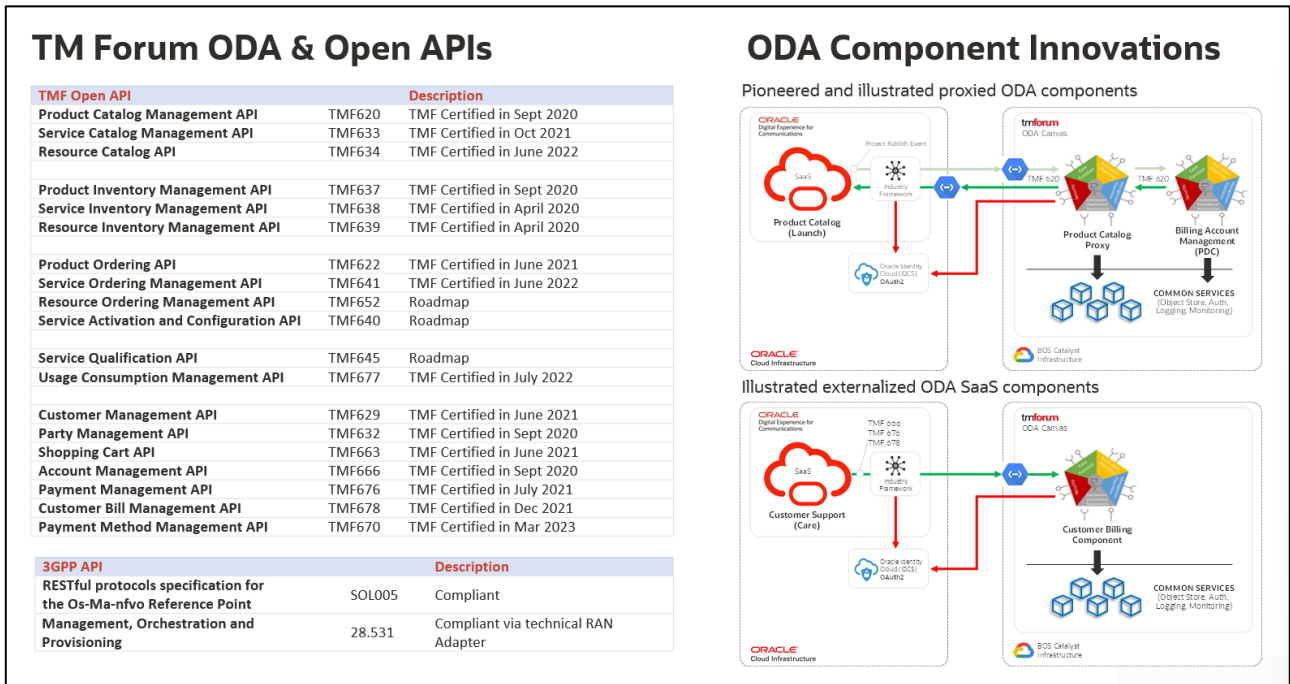 TM Forum ODA & Open APIs
TMF Open API Description
Product Catalog Management API TMF620 TMF Certified in Sept 2020
Service Catalog Management API TMF633 TMF Certified in Oct 2021
Resource Catalog API TMF634 TMF Certified in June 2022
Product Inventory Management API TMF637 TMF Certified in Sept 2020
Service Inventory Management API TMF638 TMF Certified in April 2020
Resource Inventory Management API TMF639 TMF Certified in April 2020
Product Ordering API TMF622 TMF Certified in June 2021
Service Ordering Management API TMF641 TMF Certified in June 2022
Resource Ordering Management API TMF652 Roadmap
Service Activation and Configuration API TMF640 Roadmap
Service Qualification API TMF645 Roadmap
Usage Consumption Management API TMF677 TMF Certified in July 2022
Customer Management API TMF629 TMF Certified in June 2021
Party Management API TMF632 TMF Certified in Sept 2020
Shopping Cart API TMF663 TMF Certified in June 2021
Account Management API TMF666 TMF Certified in Sept 2020
Payment Management API TMF676 TMF Certified in July 2021
Customer Bill Management API TMF678 TMF Certified in Dec 2021
Payment Method Management API TMF670 TMF Certified in Mar 2023
3GPP API Description
RESTful protocols specification for
the Os-Ma-nfvo Reference Point SOL005 Compliant
Management, Orchestration and
Provisioning 28.531 Compliant via technical RAN
Adapter
ODA Component Innovations
Pioneered and illustrated proxied ODA components
ORACLE
Digital Experience for
Communications
Project Publish Event
SaaS
Industry
Framework
Product Catalog
(Launch)
Oracle Identity
Cloud (IDCS)
OAuth2
ORACLE
Cloud Infrastructure
tmforum
ODA Canvas
TMF 620
TMF 620
Product Catalog
Proxy
Billing Account
Management
(PDC)
COMMON SERVICES
(Object Store, Auth,
Logging, Monitoring)
BOS Catalyst
Infrastructure
Illustrated externalized ODA SaaS components
ORACLE
Digital Experience for
Communications
TMF 666
TMF 676
TMF 678
SaaS
Industry
Framework
Customer Support
(Care)
Oracle Identity
Cloud (IDCS)
OAuth2
ORACLE
Cloud Infrastructure
tmforum
ODA Canvas
Customer Billing
Component
COMMON SERVICES
(Object Store, Auth,
Logging, Monitoring)
BOS Catalyst
Infrastructure